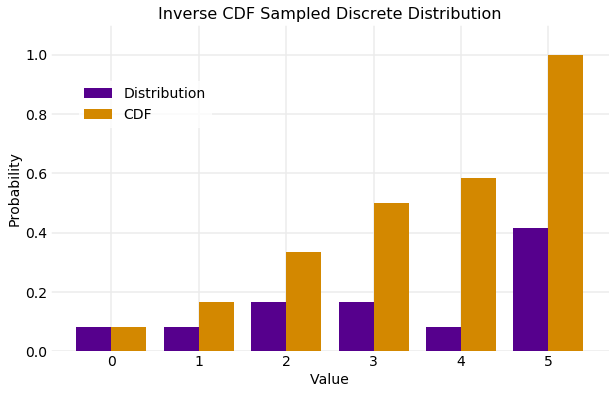 Inverse CDF Sampled Discrete Distribution
1.0
0.8
0.6
0.4
0.2
0.0
Probability
Distribution
CDF
0 1 2 3 4 5
Value